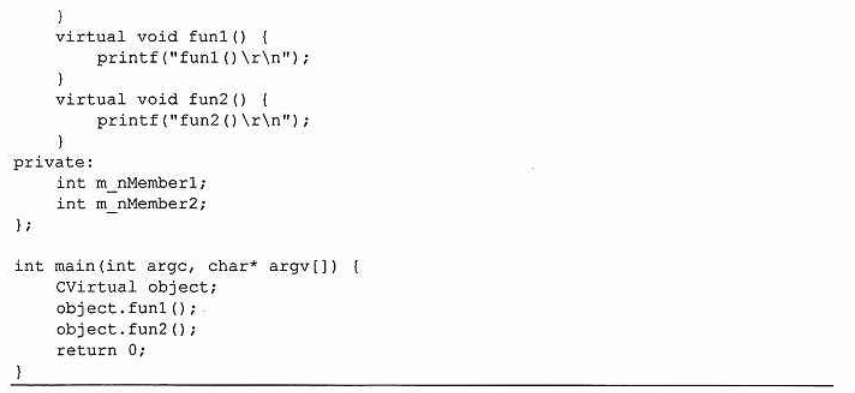 }
    virtual void fun1() {
        printf("fun1()\r\n");
    }
    virtual void fun2() {
        printf("fun2()\r\n");
    }
private:
    int m_nMember1;
    int m_nMember2;
};
int main(int argc, char* argv[]) {
    CVirtual object;
    object.fun1();
    object.fun2();
    return 0;
}